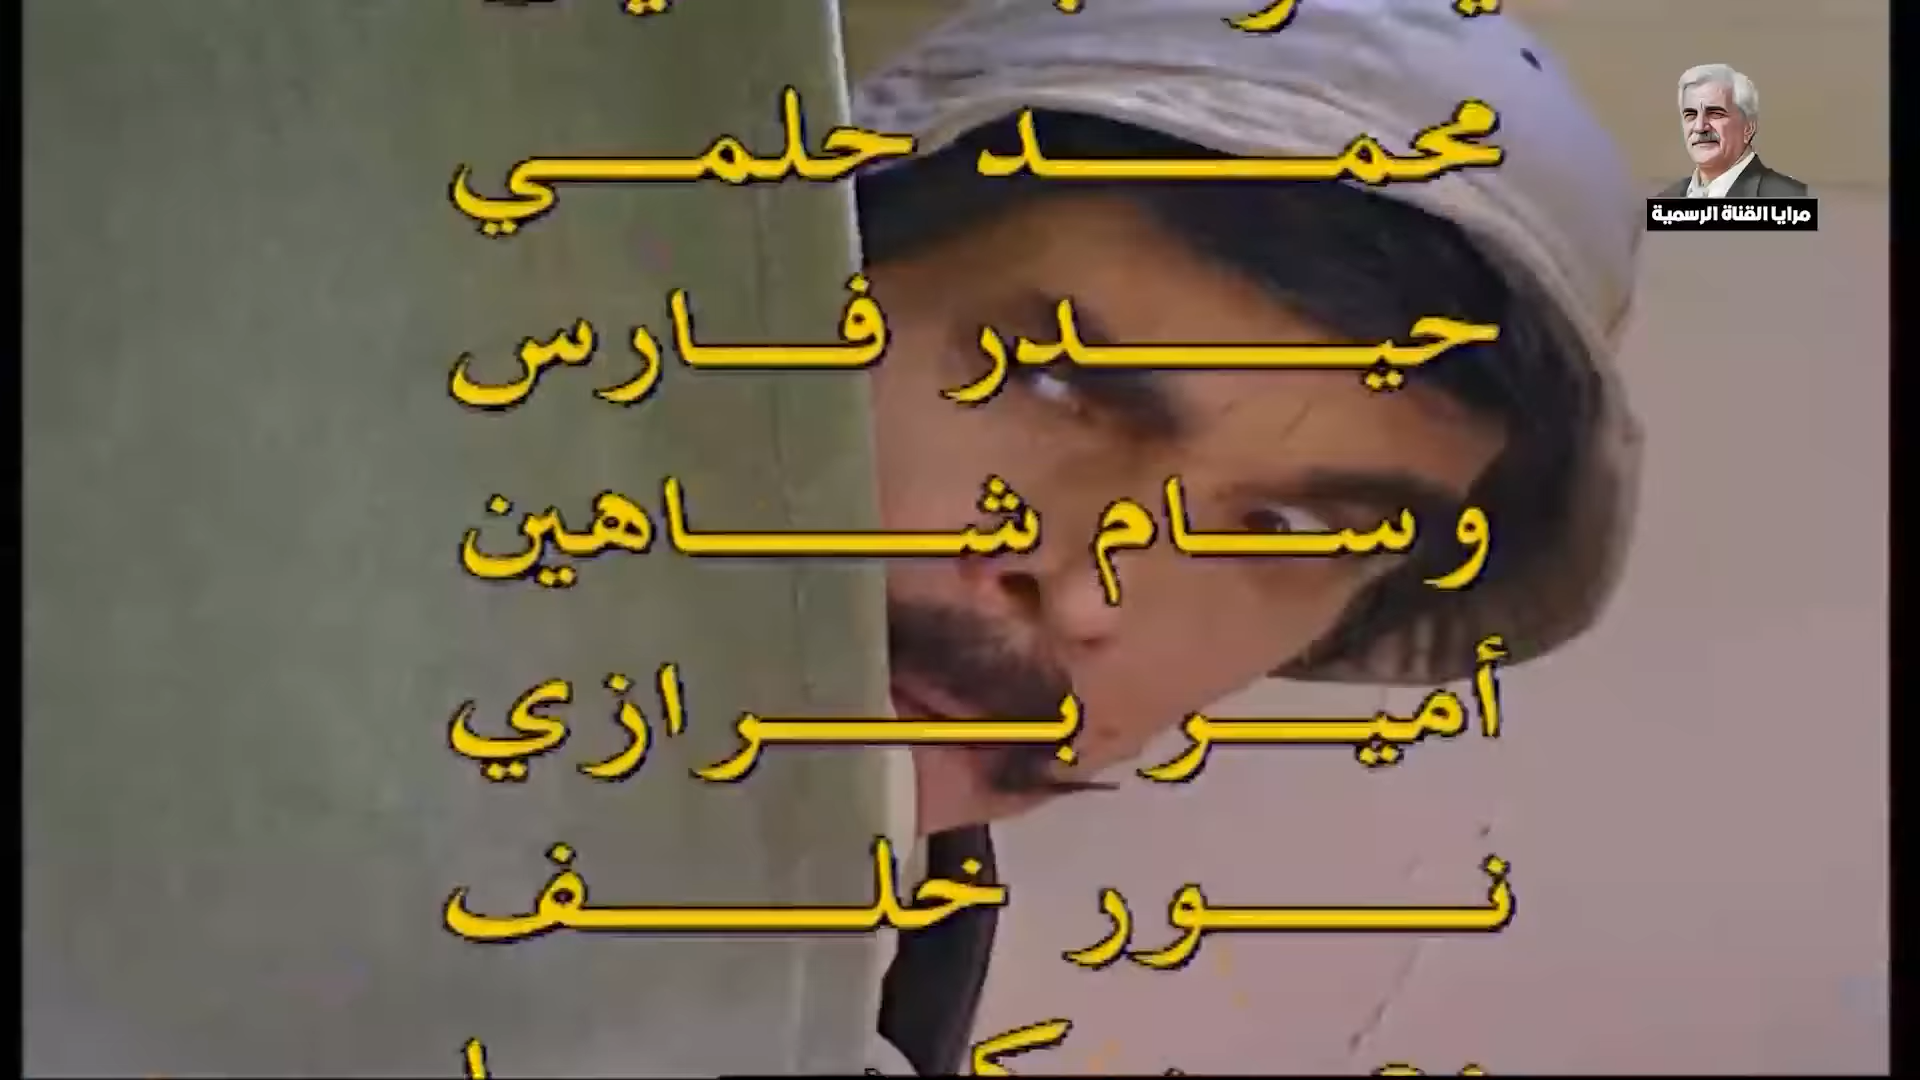 محمد حلمي
مرايا القناة الرسمية
حيدر فارس
وسام شاهين
أمير برازي
نور خلف